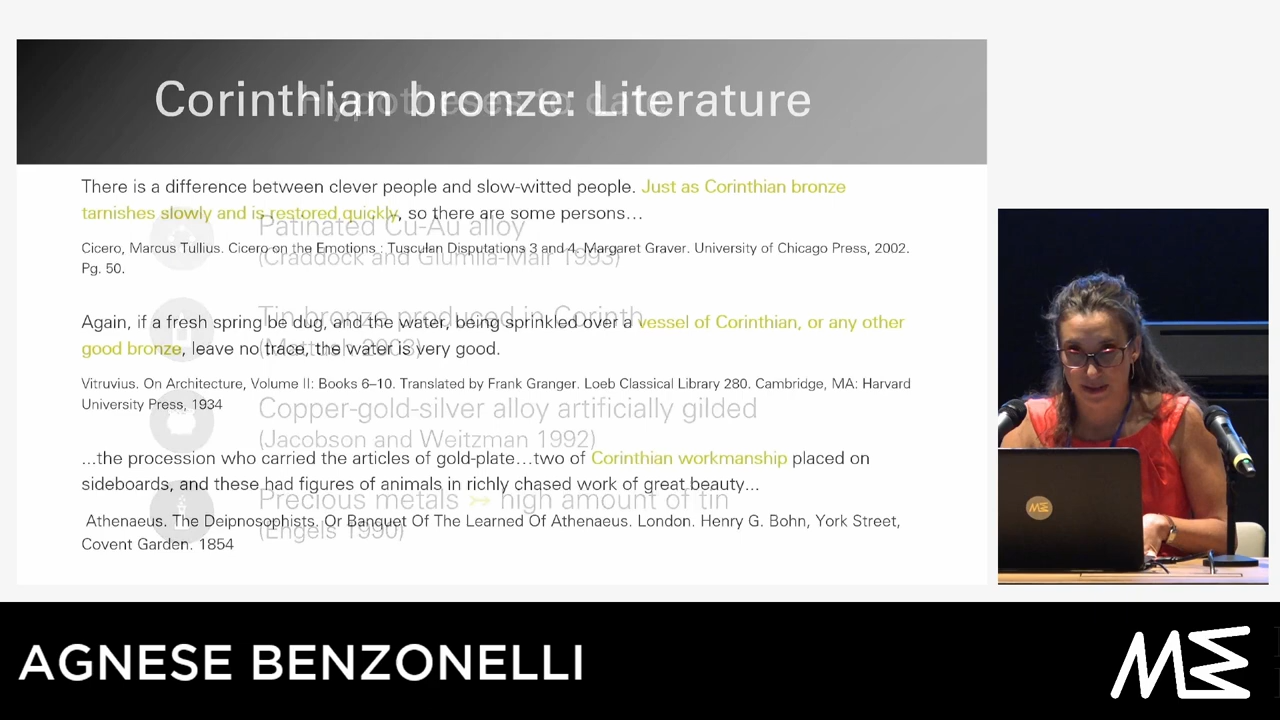 Corinthian bronze: Literature
Hypotheses to date
There is a difference between clever people and slow-witted people. Just as Corinthian bronze
tarnishes slowly and is restored quickly, so there are some persons…
Patinated Cu-Au alloy
(Craddock and Giumlia-Mair 1993)
Cicero, Marcus Tullius. Cicero on the Emotions : Tusculan Disputations 3 and 4. Margaret Graver. University of Chicago Press, 2002.
Pg. 50.
Tin bronze produced in Corinth
Again, if a fresh spring be dug, and the water, being sprinkled over a vessel of Corinthian, or any other
good bronze, leave no trace, the water is very good.
Vitruvius. On Architecture, Volume II: Books 6–10. Translated by Frank Granger. Loeb Classical Library 280. Cambridge, MA: Harvard
University Press, 1934
Copper-gold-silver alloy artificially gilded
(Jacobson and Weitzman 1992)
...the procession who carried the articles of gold-plate…two of Corinthian workmanship placed on
sideboards, and these had figures of animals in richly chased work of great beauty...
Precious metals ↣ high amount of tin
(Engels 1990)
Athenaeus. The Deipnosophists. Or Banquet Of The Learned Of Athenaeus. London. Henry G. Bohn, York Street,
Covent Garden. 1854
ME
AGNESE BENZONELLI
ME